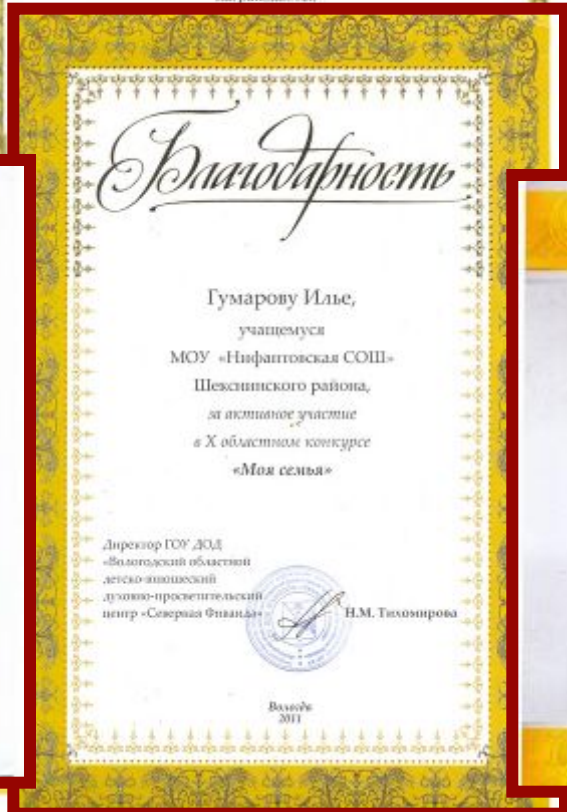 Благодарность
Гумарову Илье,
учащемуся
МОУ «Нифантовская СОШ»
Шекснинского района,
за активное участие
в X областном конкурсе
«Моя семья»
Директор ГОУ ДОД
«Вологодский областной
детско-юношеский
духовно-просветительский
центр «Северная Фиваида»
Н.М. Тихомирова
Вологда
2011